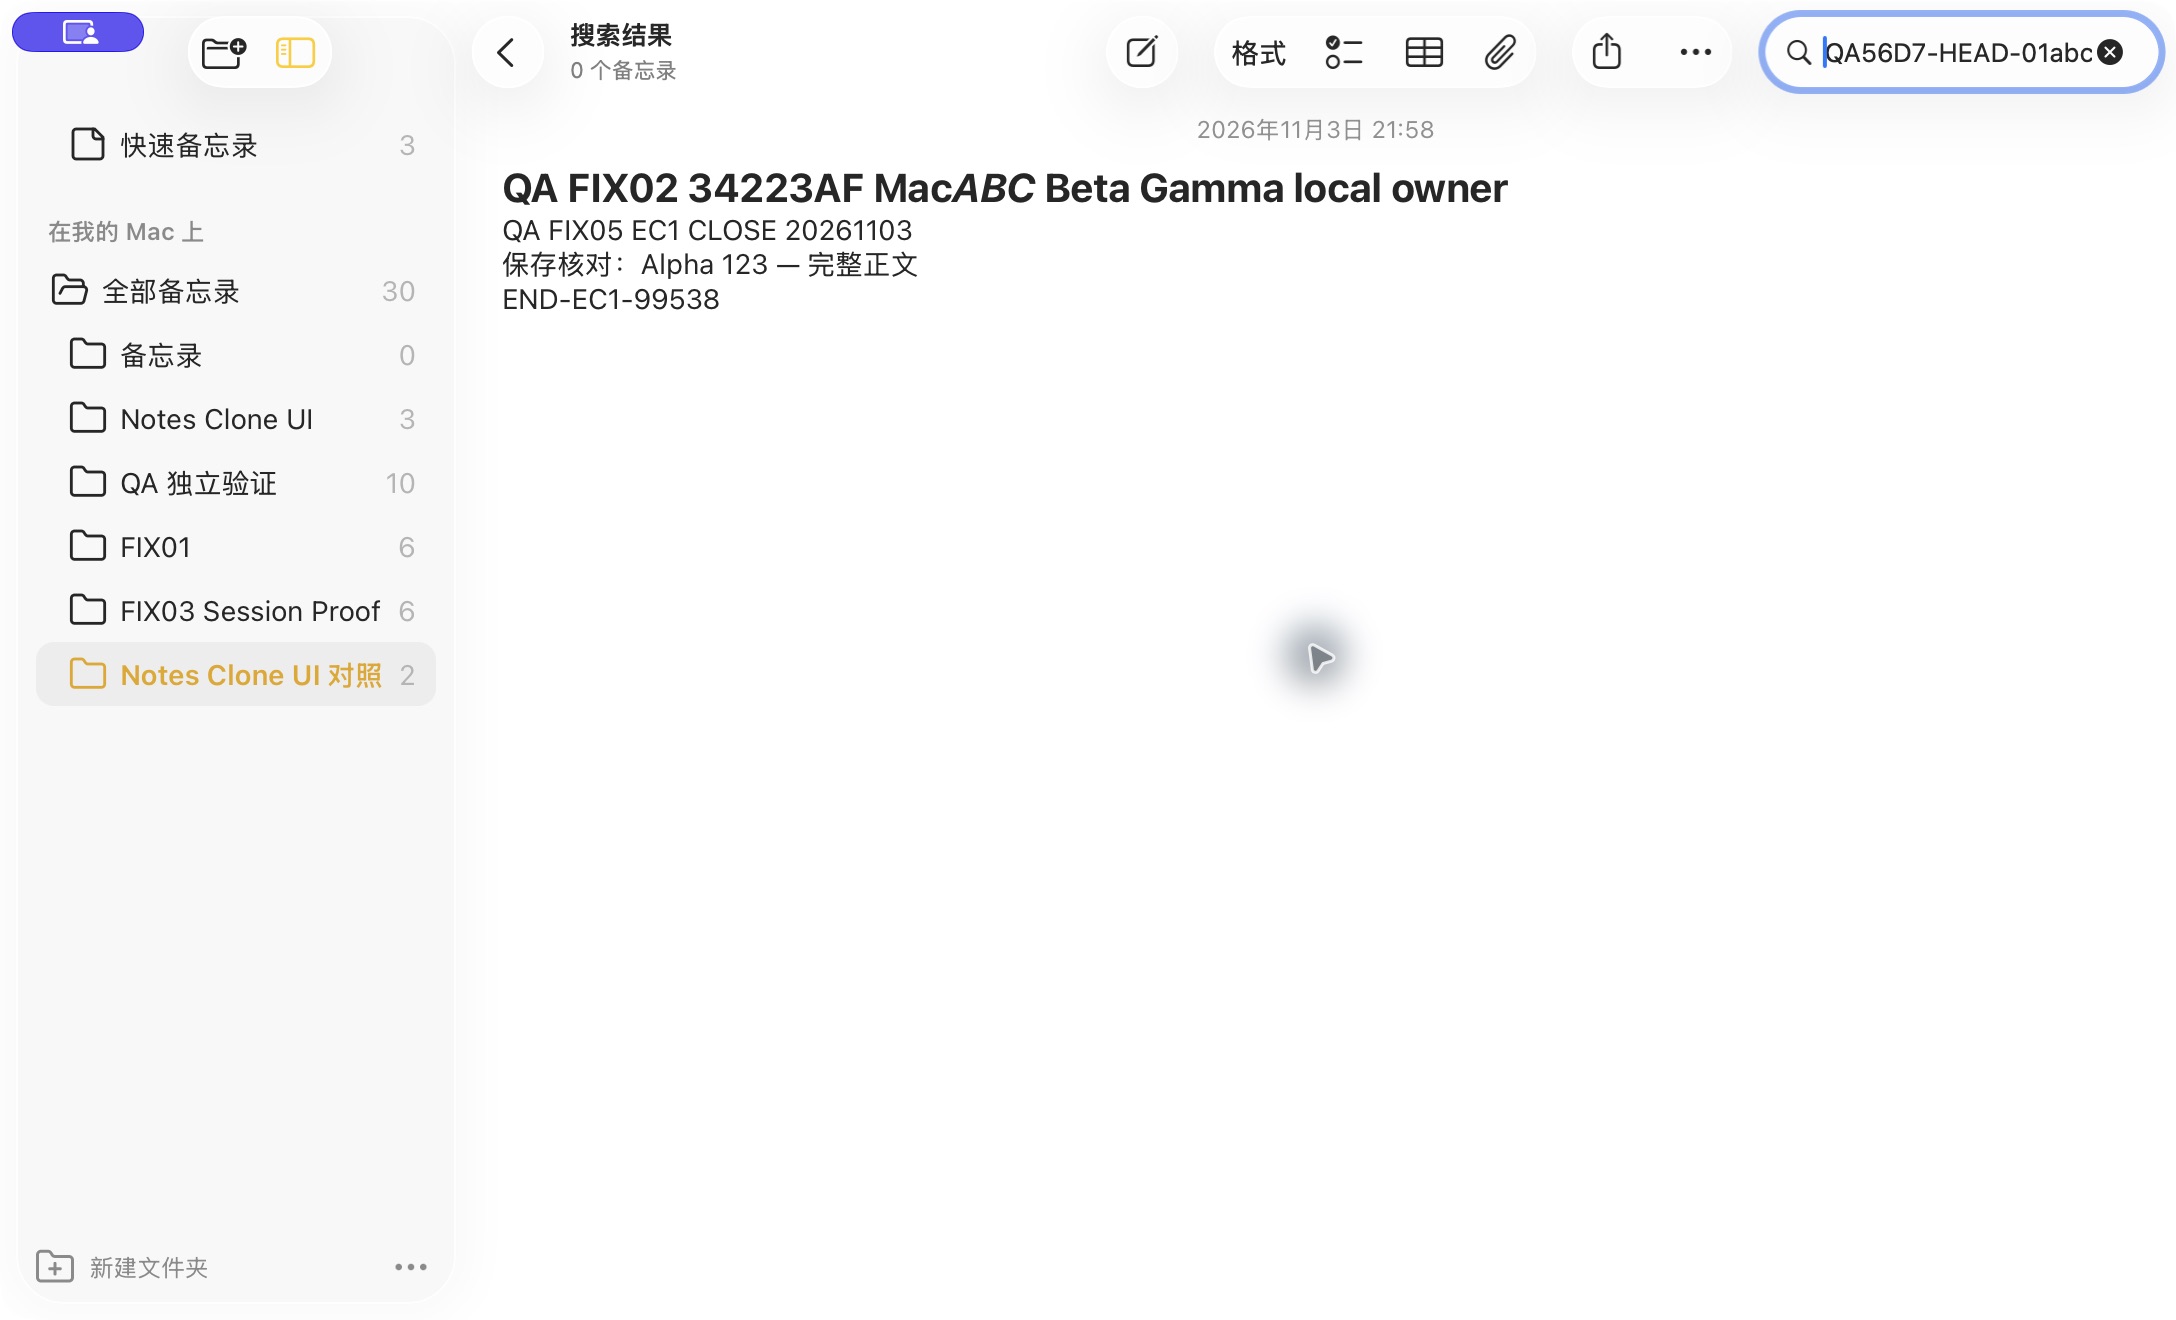 快速备忘录 3
在我的 Mac 上
全部备忘录 30
备忘录 0
Notes Clone UI 3
QA 独立验证 10
FIX01 6
FIX03 Session Proof 6
Notes Clone UI 对照 2
新建文件夹
搜索结果
0 个备忘录
格式
QA56D7-HEAD-01abc
2026年11月3日 21:58
QA FIX02 34223AF MacABC Beta Gamma local owner
QA FIX05 EC1 CLOSE 20261103
保存核对：Alpha 123 — 完整正文
END-EC1-99538